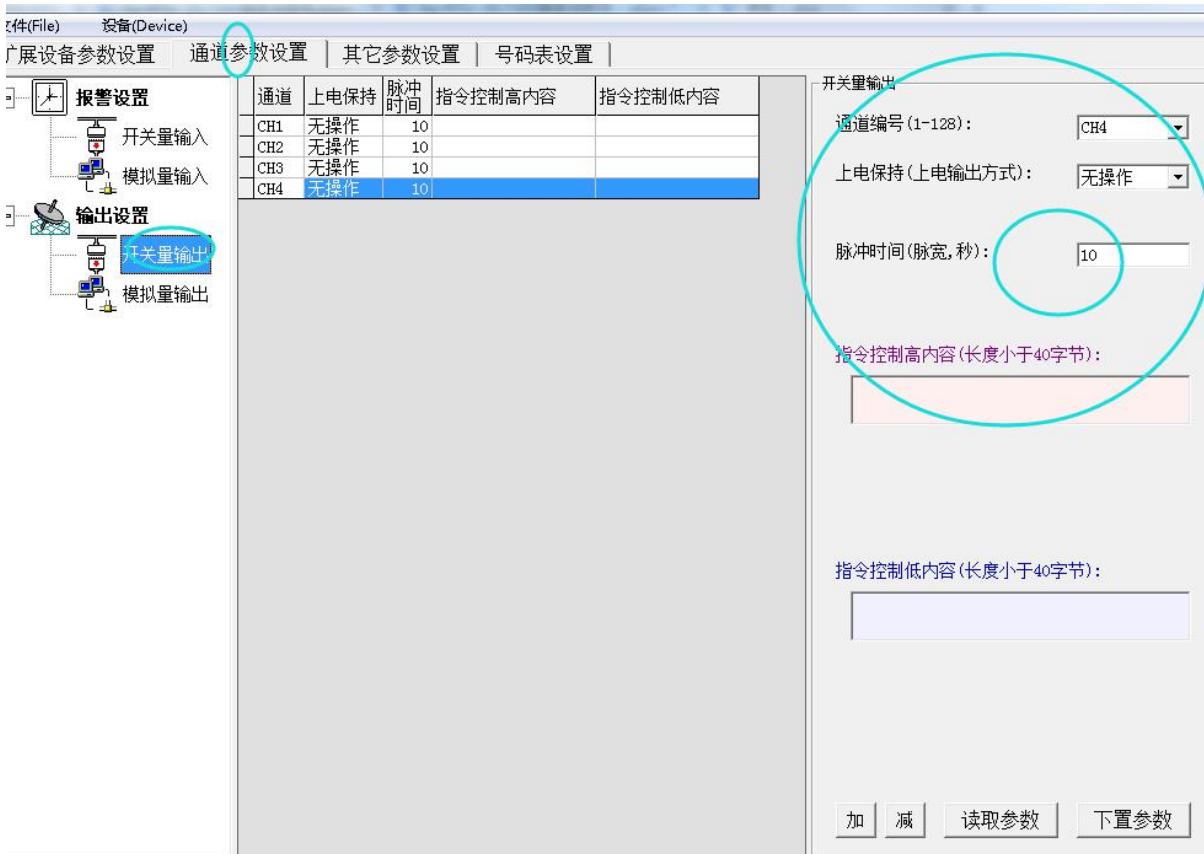 文件(File) 设备(Device)
扩展设备参数设置 通道参数设置 其它参数设置 号码表设置
报警设置
开关量输入
模拟量输入
输出设置
开关量输出
模拟量输出
通道 上电保持 脉冲时间 指令控制高内容 指令控制低内容
CH1 无操作 10
CH2 无操作 10
CH3 无操作 10
CH4 无操作 10
开关量输出
通道编号(1-128): CH4
上电保持(上电输出方式): 无操作
脉冲时间(脉宽,秒): 10
指令控制高内容(长度小于40字节):
指令控制低内容(长度小于40字节):
加 减 读取参数 下置参数